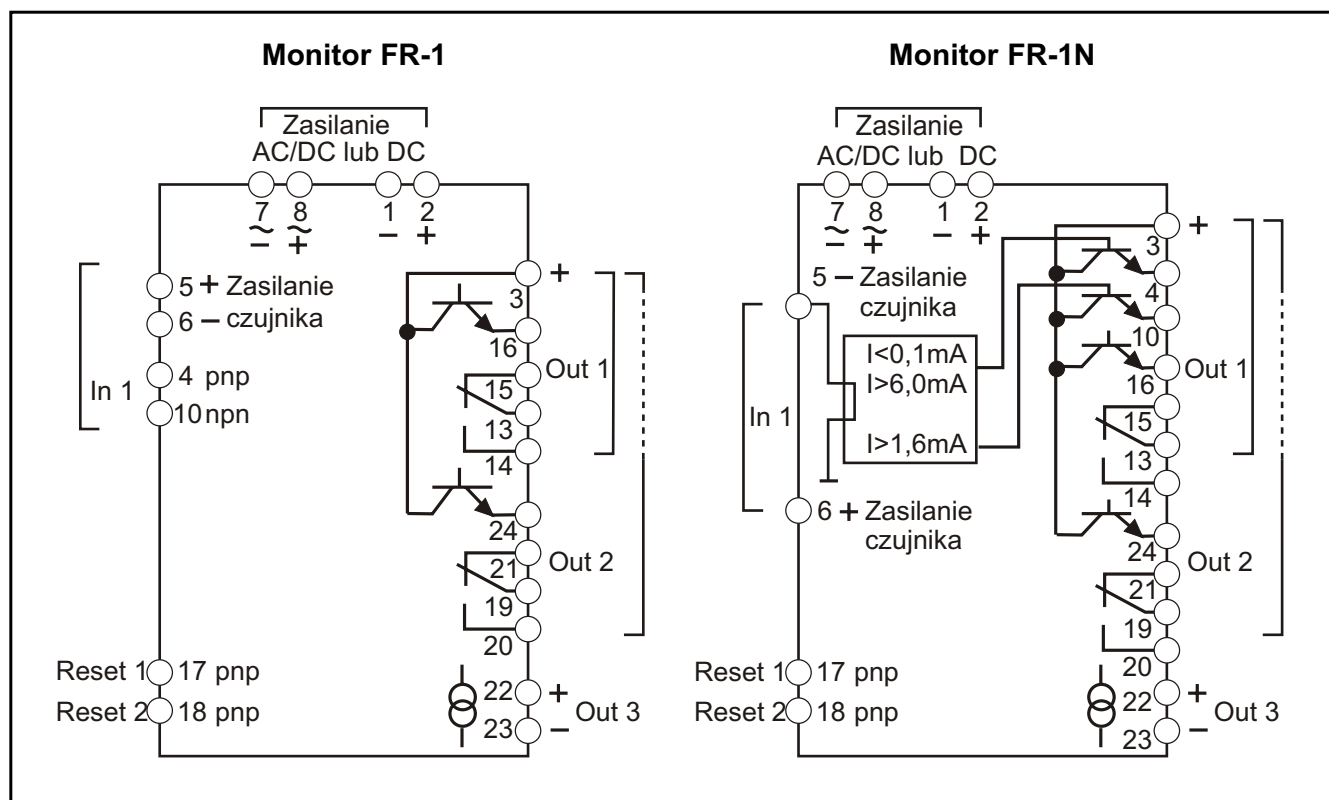 Monitor FR-1
Zasilanie
AC/DC lub DC
7 8 1 2
~ ~ − +
− +
5 + Zasilanie
6 − czujnika
In 1
4 pnp
10 npn
+
3
16
15
Out 1
13
14
24
21
Out 2
19
20
Reset 1 17 pnp
Reset 2 18 pnp
22 +
Out 3
23 −
Monitor FR-1N
Zasilanie
AC/DC lub DC
7 8 1 2
~ ~ − +
− +
5 − Zasilanie
czujnika
I<0,1mA
I>6,0mA
I>1,6mA
In 1
6 + Zasilanie
czujnika
+
3
4
10
16
Out 1
15
13
14
24
Out 2
21
19
20
Reset 1 17 pnp
Reset 2 18 pnp
22 +
Out 3
23 −